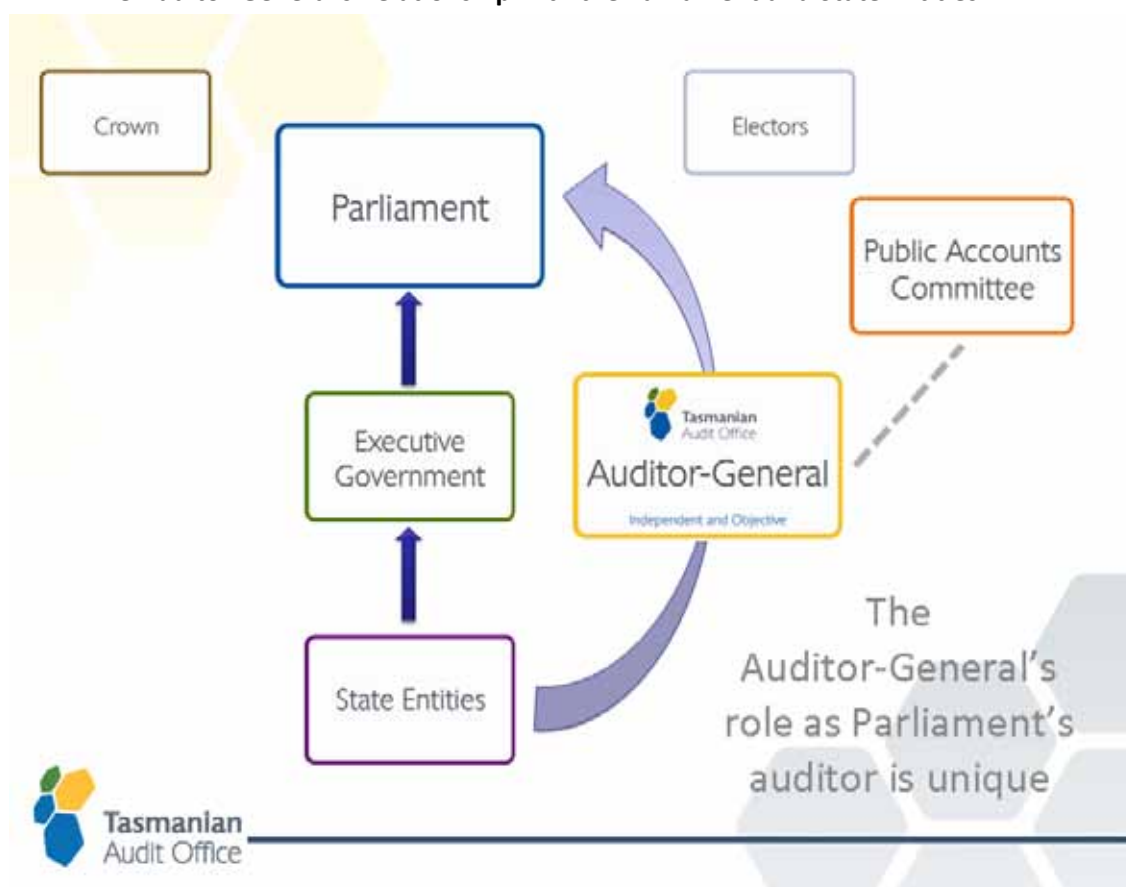 Crown
Electors
Parliament
Public Accounts
Committee
Tasmanian
Audit Office
Auditor-General
Independent and Objective
Executive
Government
State Entities
The
Auditor-General's
role as Parliament's
auditor is unique
Tasmanian
Audit Office